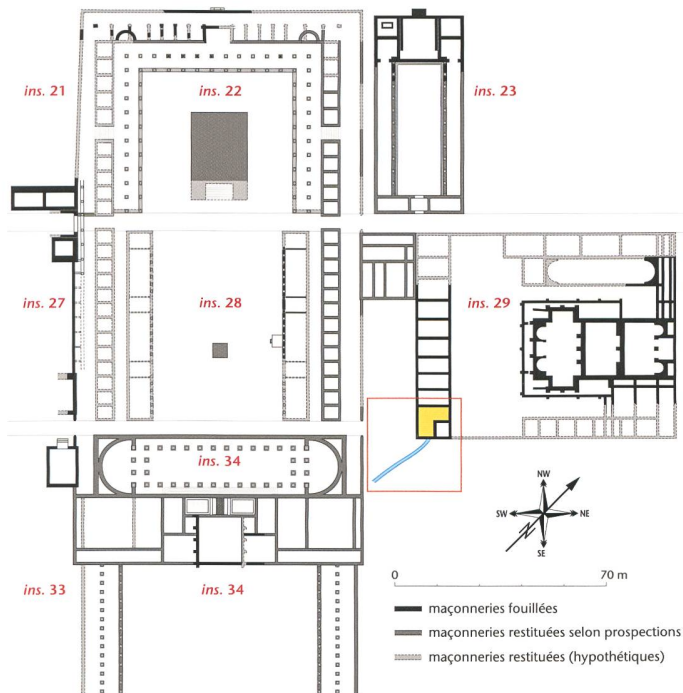 ins. 21
ins. 22
ins. 23
ins. 27
ins. 28
ins. 29
ins. 34
NW
SW
NE
SE
0
70 m
ins. 33
ins. 34
maçonneries fouillées
maçonneries restituées selon prospections
maçonneries restituées (hypothétiques)